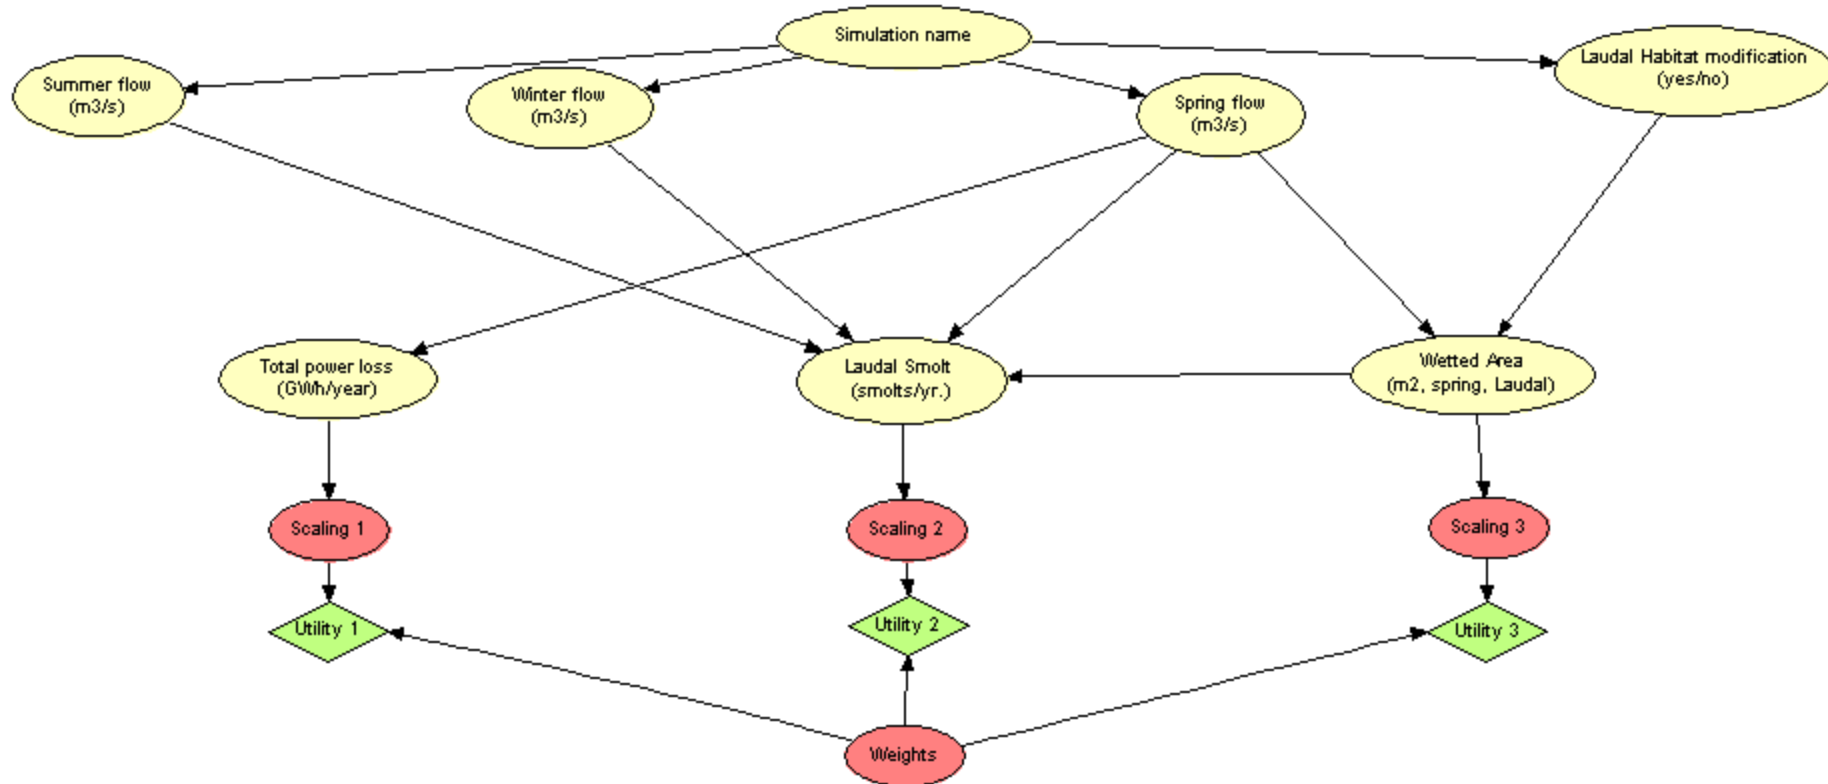 Simulation name
Summer flow
(m3/s)
Winter flow
(m3/s)
Spring flow
(m3/s)
Laudal Habitat modification
(yes/no)
Total power loss
(GWh/year)
Laudal Smolt
(smolts/yr.)
Wetted Area
(m2, spring, Laudal)
Scaling 1
Scaling 2
Scaling 3
Utility 1
Utility 2
Utility 3
Weights